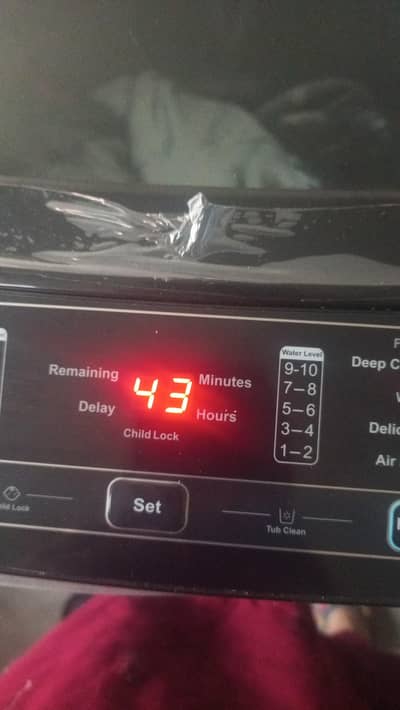 Remaining 43 Minutes
Delay Hours
Child Lock
Water Level
9-10
7-8
5-6
3-4
1-2
Deep
Air
Set
Lock
Tub Clean